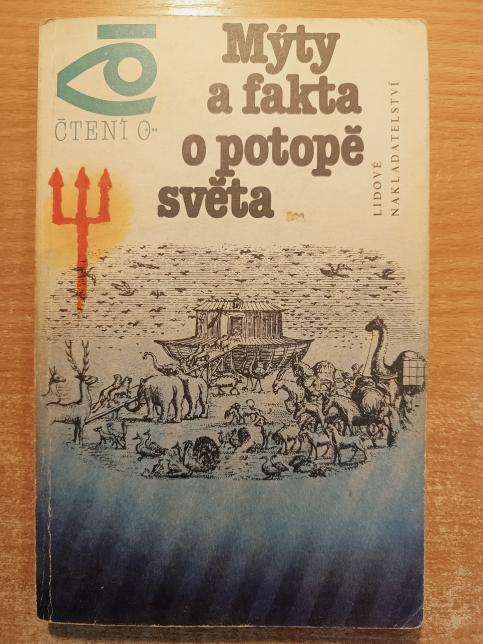 Mýty
a fakta
o potopě
světa
ČTENÍ O••
LIDOVÉ
NAKLADATELSTVÍ